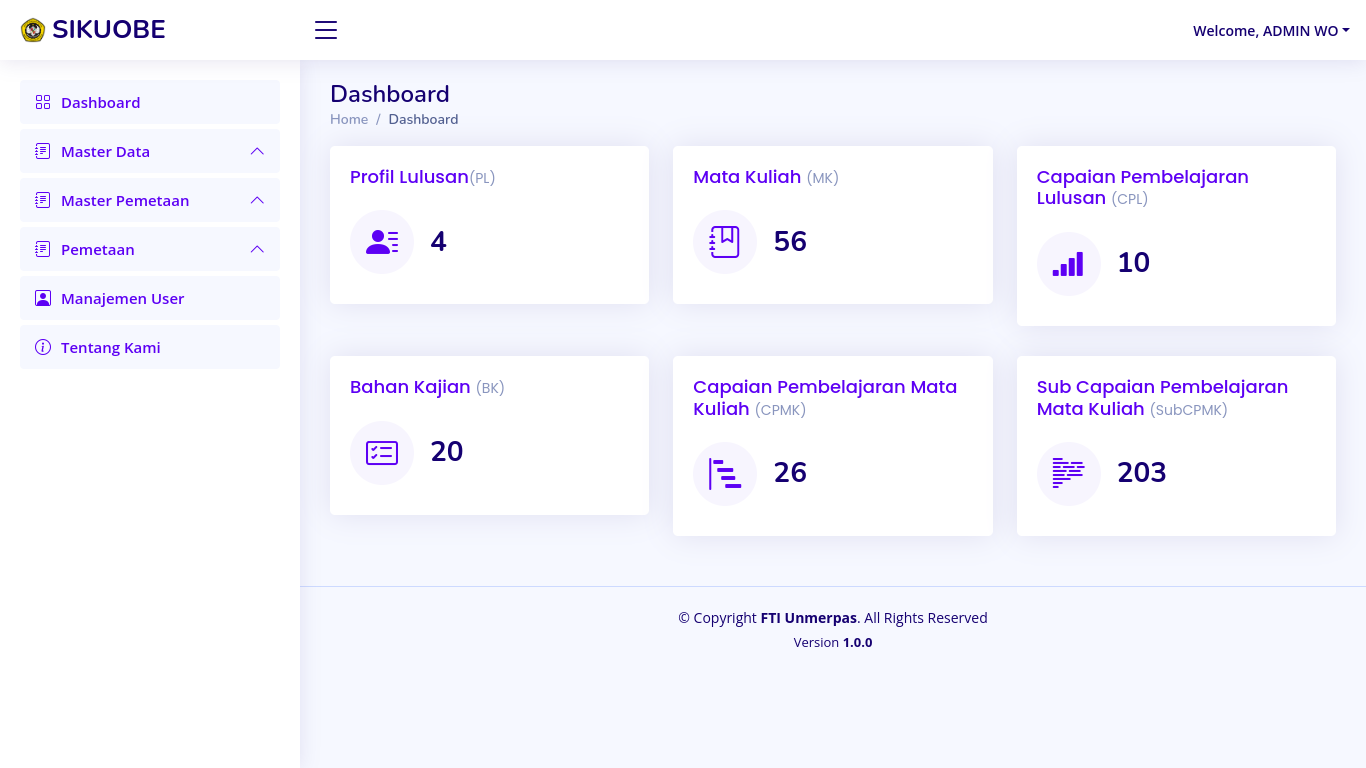 SIKUOBE
Welcome, ADMIN WO
Dashboard
Master Data
Master Pemetaan
Pemetaan
Manajemen User
Tentang Kami
Dashboard
Home / Dashboard
Profil Lulusan(PL)
4
Mata Kuliah (MK)
56
Capaian Pembelajaran
Lulusan (CPL)
10
Bahan Kajian (BK)
20
Capaian Pembelajaran Mata
Kuliah (CPMK)
26
Sub Capaian Pembelajaran
Mata Kuliah (SubCPMK)
203
© Copyright FTI Unmerpas. All Rights Reserved
Version 1.0.0